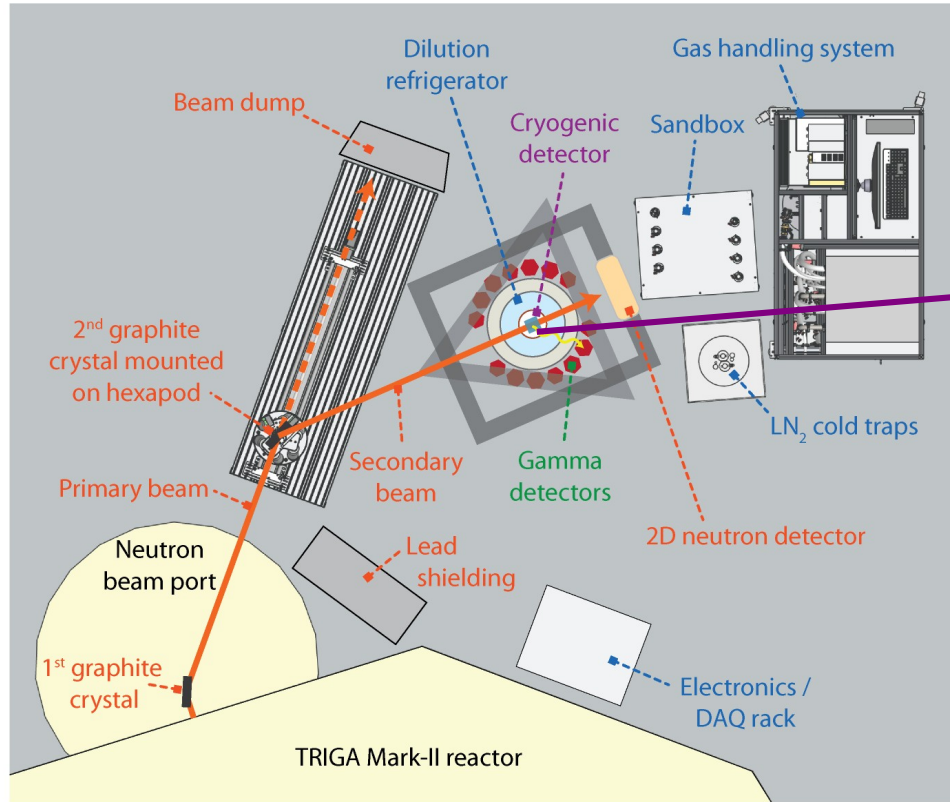 Dilution
refrigerator
Gas handling system
Beam dump
Cryogenic
detector
Sandbox
2nd graphite
crystal mounted
on hexapod
LN2 cold traps
Secondary
beam
Gamma
detectors
Primary beam
2D neutron detector
Neutron
beam port
Lead
shielding
1st graphite
crystal
Electronics /
DAQ rack
TRIGA Mark-II reactor